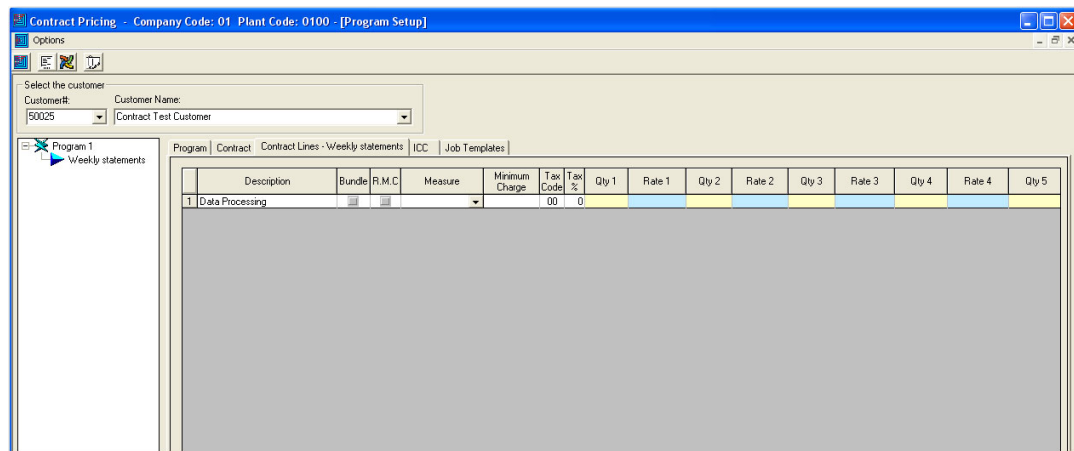 Contract Pricing - Company Code: 01 Plant Code: 0100 - [Program Setup]
Options
Select the customer
Customer#: Customer Name:
50025 Contract Test Customer
Program 1
Weekly statements
Program Contract Contract Lines - Weekly statements ICC Job Templates
Description Bundle R.M.C Measure Minimum Charge Tax Code Tax % Qty 1 Rate 1 Qty 2 Rate 2 Qty 3 Rate 3 Qty 4 Rate 4 Qty 5
1 Data Processing 00 0